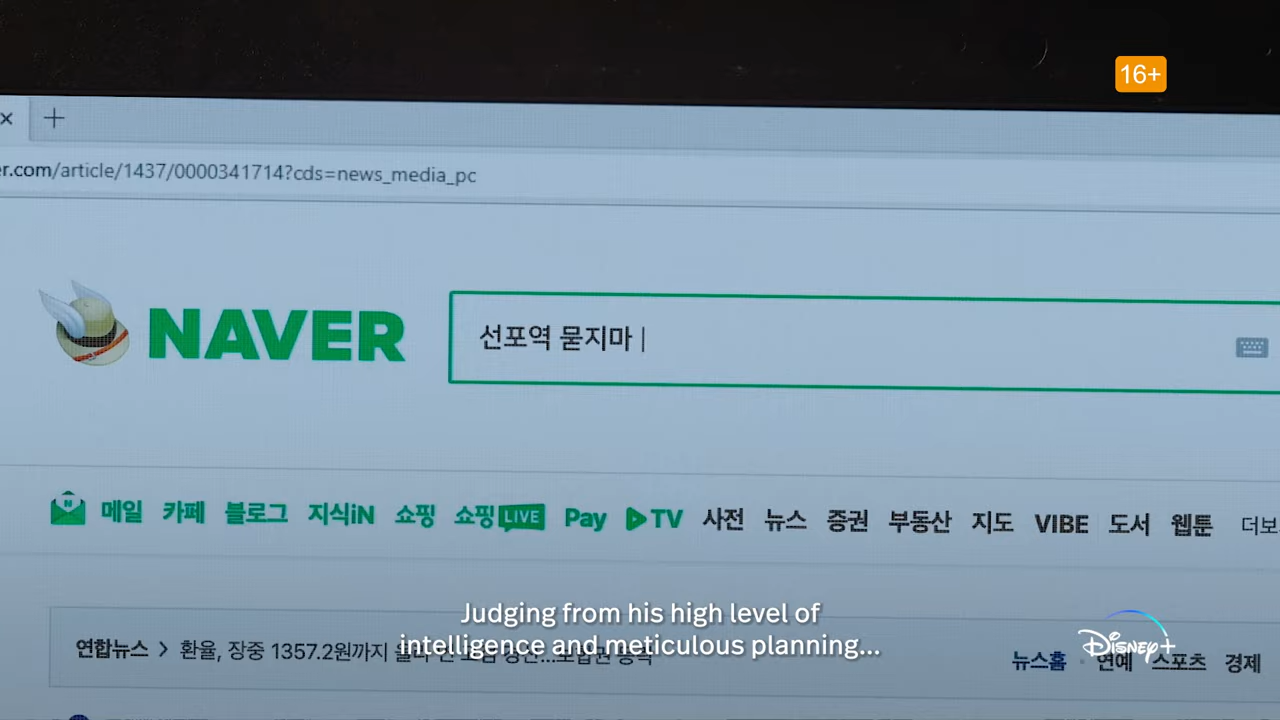 16+
er.com/article/1437/0000341714?cds=news_media_pc
NAVER
선포역 묻지마
N
메일 카페 블로그 지식iN 쇼핑 쇼핑LIVE Pay TV 사전 뉴스 증권 부동산 지도 VIBE 도서 웹툰 더보
연합뉴스 > 환율, 장중 1357.2원까지
뉴스홈 · 연예 스포츠 경제
Judging from his high level of
intelligence and meticulous planning...
Disney+